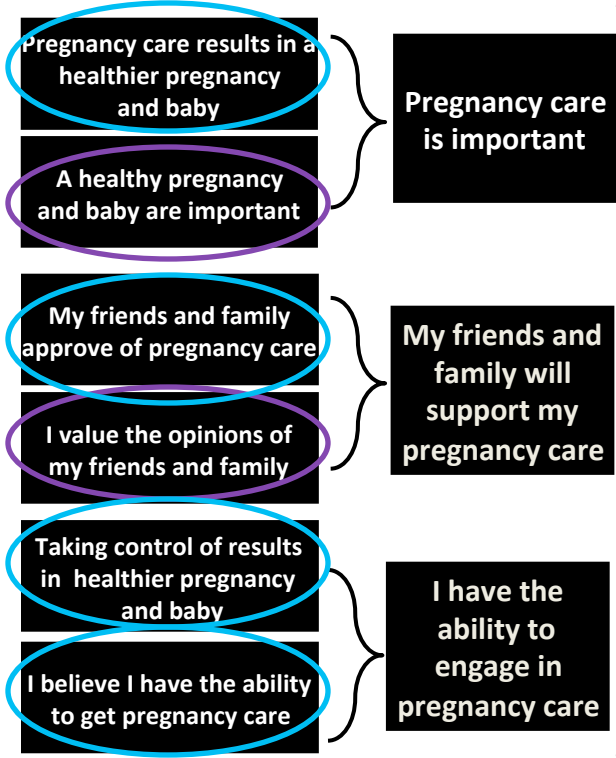 Pregnancy care results in a
healthier pregnancy
and baby
Pregnancy care
is important
A healthy pregnancy
and baby are important
My friends and family
approve of pregnancy care
My friends and
family will
support my
pregnancy care
I value the opinions of
my friends and family
Taking control of results
in healthier pregnancy
and baby
I have the
ability to
engage in
pregnancy care
I believe I have the ability
to get pregnancy care